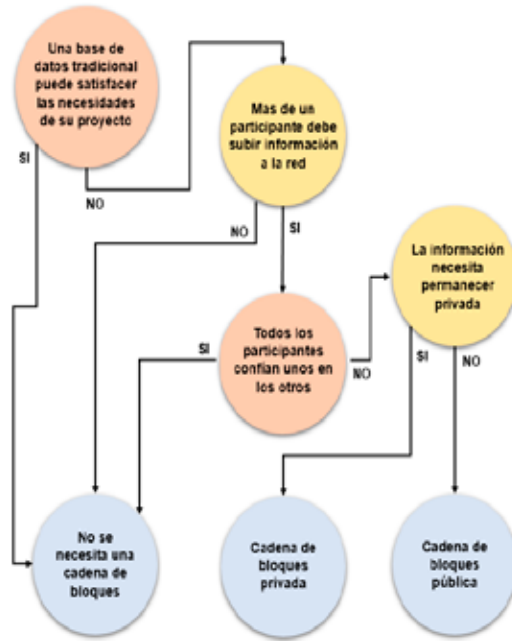 Una base de
datos tradicional
puede satisfacer
las necesidades
de su proyecto
SI
NO
Mas de un
participante debe
subir información
a la red
NO
SI
La información
necesita
permanecer
privada
Todos los
participantes
confían unos en
los otros
SI
NO
SI
NO
No se
necesita una
cadena de
bloques
Cadena de
bloques
privada
Cadena de
bloques
pública